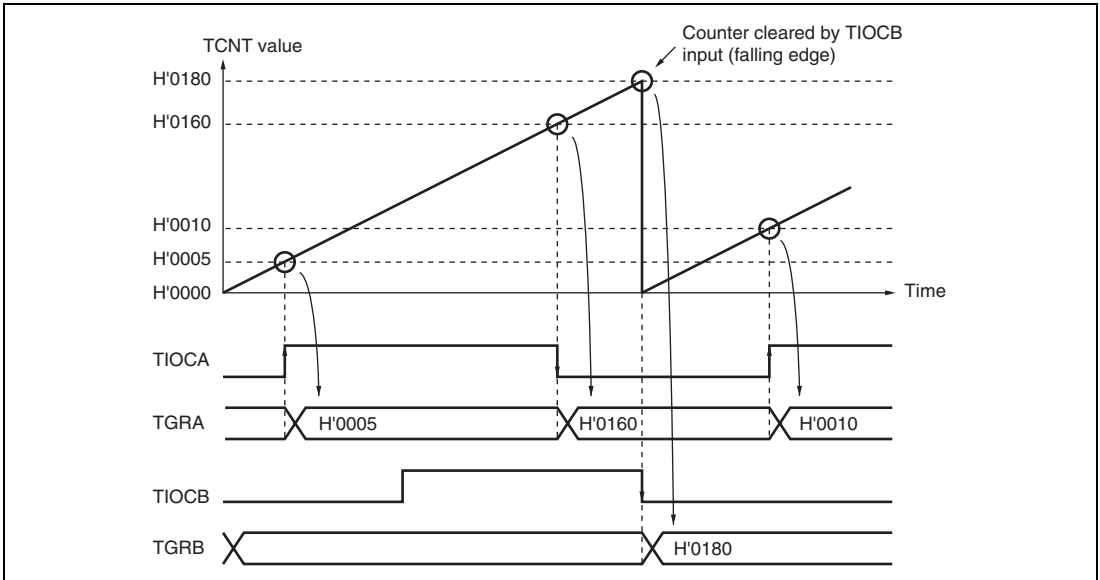 Counter cleared by TIOCB
input (falling edge)
TCNT value
H'0180
H'0160
H'0010
H'0005
H'0000
Time
TIOCA
TGRA
H'0005
H'0160
H'0010
TIOCB
TGRB
H'0180